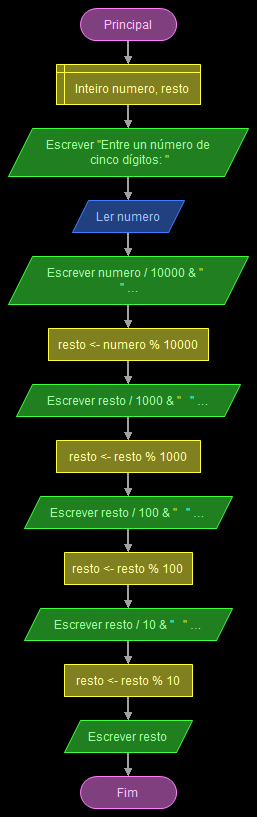 Principal
Inteiro numero, resto
Escrever "Entre un número de
cinco dígitos: "
Ler numero
Escrever numero / 10000 & "
" ...
resto <- numero % 10000
Escrever resto / 1000 & "   " ...
resto <- resto % 1000
Escrever resto / 100 & "   " ...
resto <- resto % 100
Escrever resto / 10 & "   " ...
resto <- resto % 10
Escrever resto
Fim